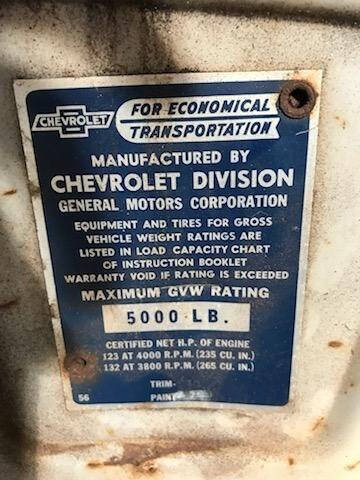 CHEVROLET
FOR ECONOMICAL
TRANSPORTATION
MANUFACTURED BY
CHEVROLET DIVISION
GENERAL MOTORS CORPORATION
EQUIPMENT AND TIRES FOR GROSS
VEHICLE WEIGHT RATINGS ARE
LISTED IN LOAD CAPACITY CHART
OF INSTRUCTION BOOKLET
WARRANTY VOID IF RATING IS EXCEEDED
MAXIMUM GVW RATING
5000 LB.
CERTIFIED NET H.P. OF ENGINE
123 AT 4000 R.P.M. (235 CU. IN.)
132 AT 3800 R.P.M. (265 CU. IN.)
TRIM-
56 PAINT-